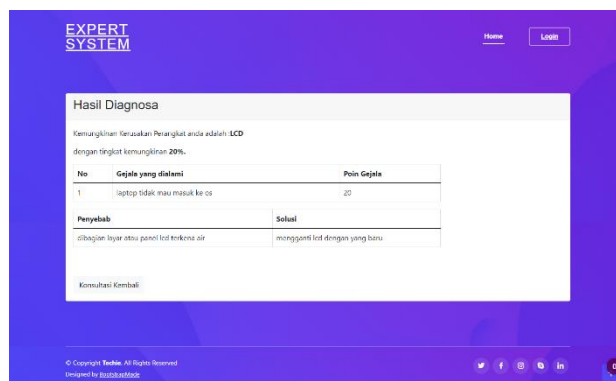 EXPERT
SYSTEM
Home
Login
Hasil Diagnosa
Kemungkinan Kerusakan Perangkat anda adalah :LCD
dengan tingkat kemungkinan 20%.
No Gejala yang dialami Poin Gejala
1 laptop tidak mau masuk ke os 20
Penyebab Solusi
dibagian layar atau panel lcd terkena air mengganti lcd dengan yang baru
Konsultasi Kembali
© Copyright Techie. All Rights Reserved
Designed by BootstrapMade